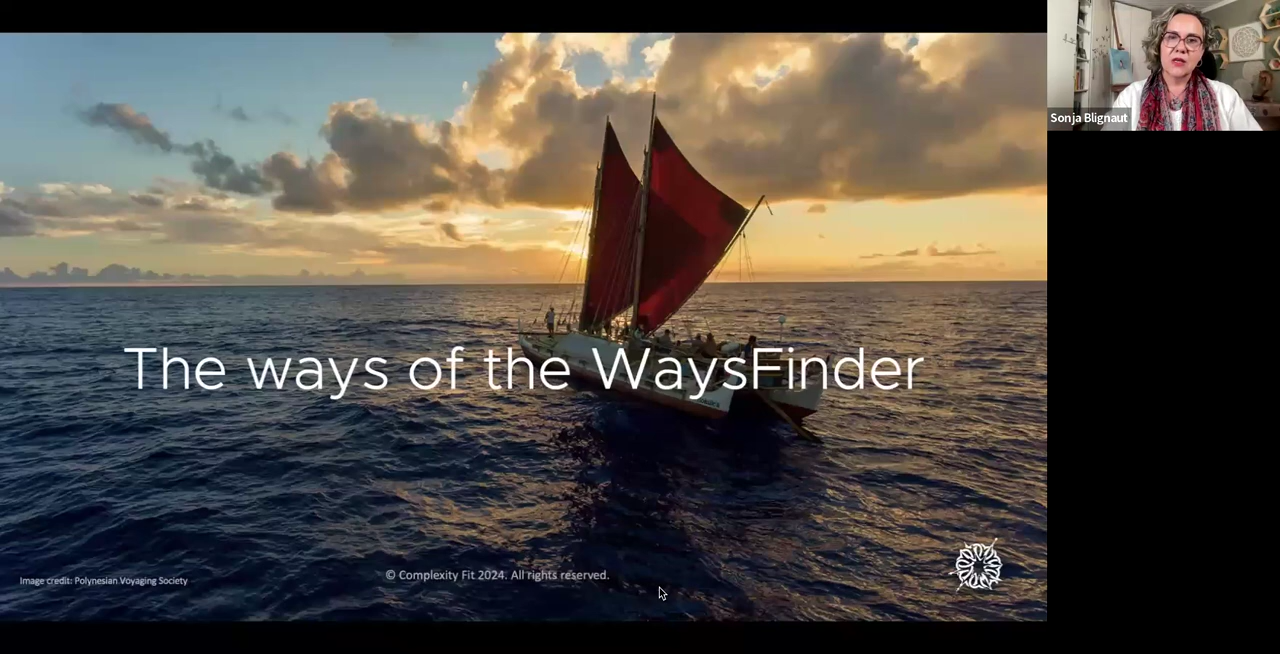 Sonja Blignaut
The ways of the WaysFinder
Image credit: Polynesian Voyaging Society
© Complexity Fit 2024. All rights reserved.